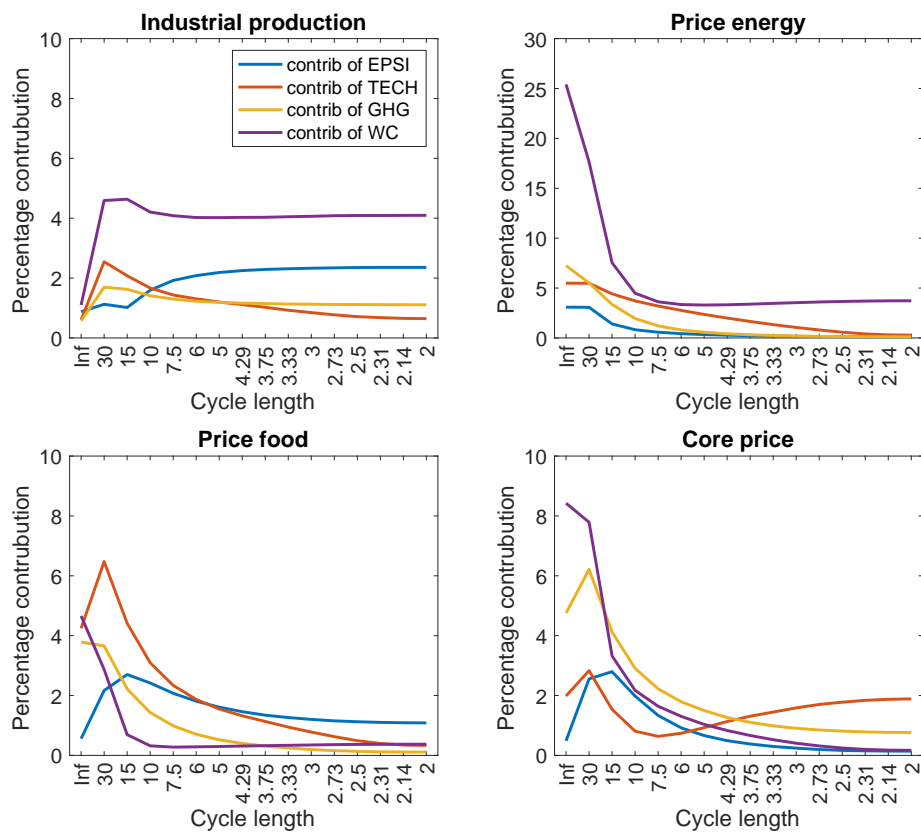 Industrial production
10
8
6
4
2
0
Percentage contrubution
contrib of EPSI
contrib of TECH
contrib of GHG
contrib of WC
Inf 30 15 10 7.5 6 5 4.29 3.75 3.33 3 2.73 2.5 2.31 2.14 2
Cycle length
Price energy
30
25
20
15
10
5
0
Percentage contrubution
Inf 30 15 10 7.5 6 5 4.29 3.75 3.33 3 2.73 2.5 2.31 2.14 2
Cycle length
Price food
10
8
6
4
2
0
Percentage contrubution
Inf 30 15 10 7.5 6 5 4.29 3.75 3.33 3 2.73 2.5 2.31 2.14 2
Cycle length
Core price
10
8
6
4
2
0
Percentage contrubution
Inf 30 15 10 7.5 6 5 4.29 3.75 3.33 3 2.73 2.5 2.31 2.14 2
Cycle length